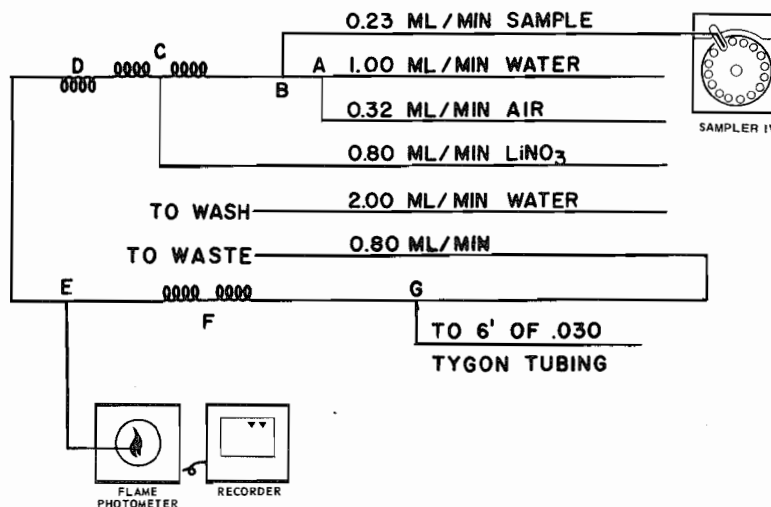 0.23 ML/MIN SAMPLE
C
D
A
1.00 ML/MIN WATER
B
0.32 ML/MIN AIR
SAMPLER IV
0.80 ML/MIN LiNO3
TO WASH
2.00 ML/MIN WATER
TO WASTE
0.80 ML/MIN
E
G
F
TO 6' OF .030
TYGON TUBING
FLAME
PHOTOMETER
RECORDER